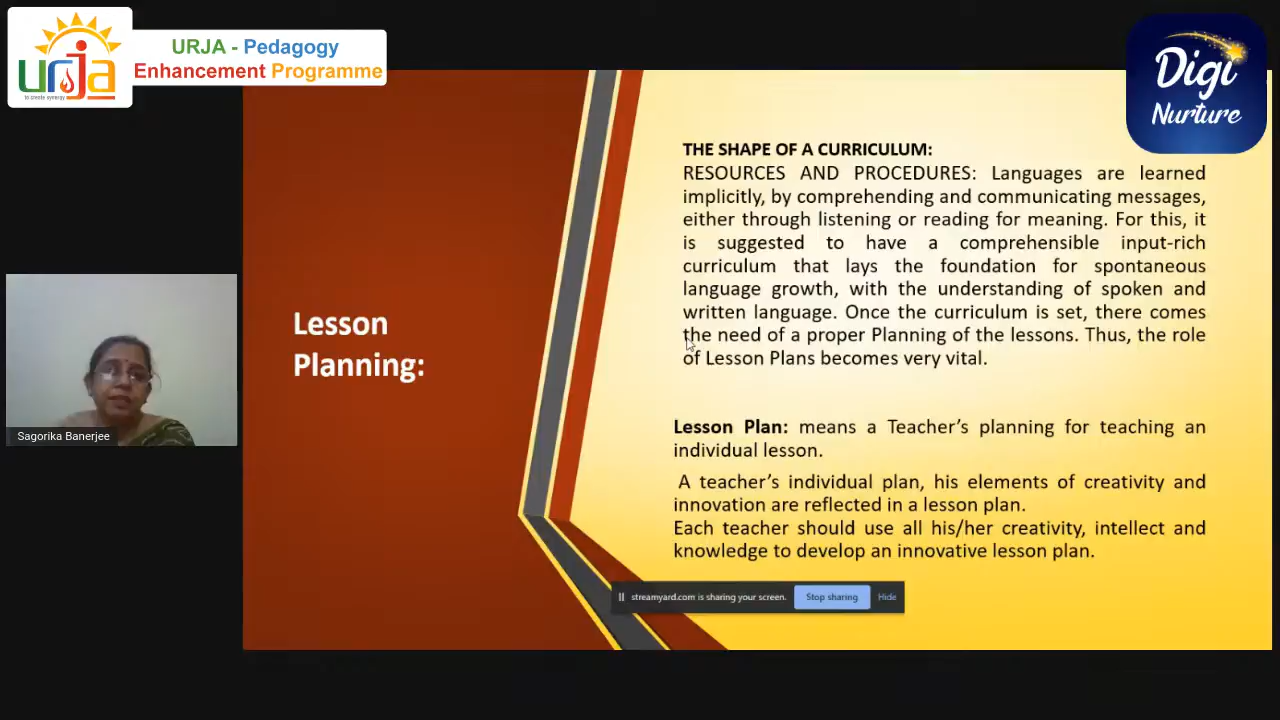 urja
to create synergy
URJA - Pedagogy
Enhancement Programme
Digi
Nurture
Lesson
Planning:
THE SHAPE OF A CURRICULUM:
RESOURCES AND PROCEDURES: Languages are learned
implicitly, by comprehending and communicating messages,
either through listening or reading for meaning. For this, it
is suggested to have a comprehensible input-rich
curriculum that lays the foundation for spontaneous
language growth, with the understanding of spoken and
written language. Once the curriculum is set, there comes
the need of a proper Planning of the lessons. Thus, the role
of Lesson Plans becomes very vital.
Lesson Plan: means a Teacher's planning for teaching an
individual lesson.
A teacher's individual plan, his elements of creativity and
innovation are reflected in a lesson plan.
Each teacher should use all his/her creativity, intellect and
knowledge to develop an innovative lesson plan.
streamyard.com is sharing your screen. Stop sharing Hide
Sagorika Banerjee